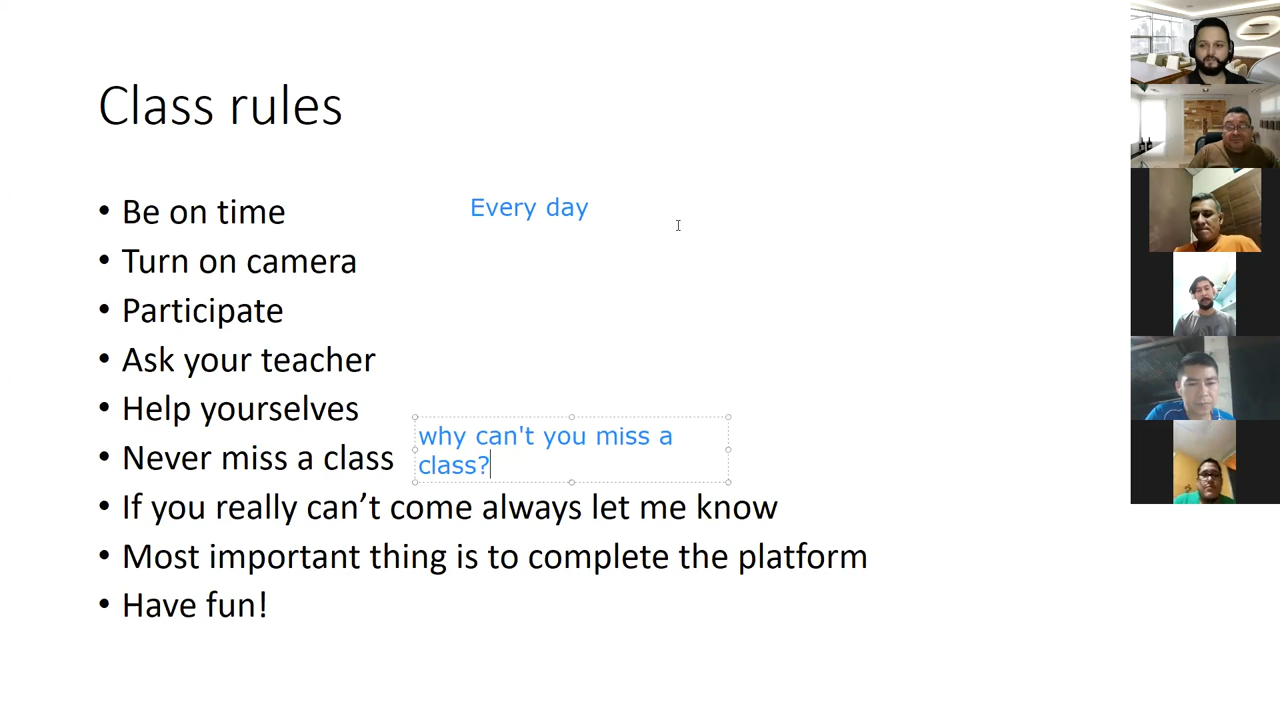 Class rules
• Be on time
Every day
• Turn on camera
• Participate
• Ask your teacher
• Help yourselves
• Never miss a class
why can't you miss a
class?
• If you really can’t come always let me know
• Most important thing is to complete the platform
• Have fun!